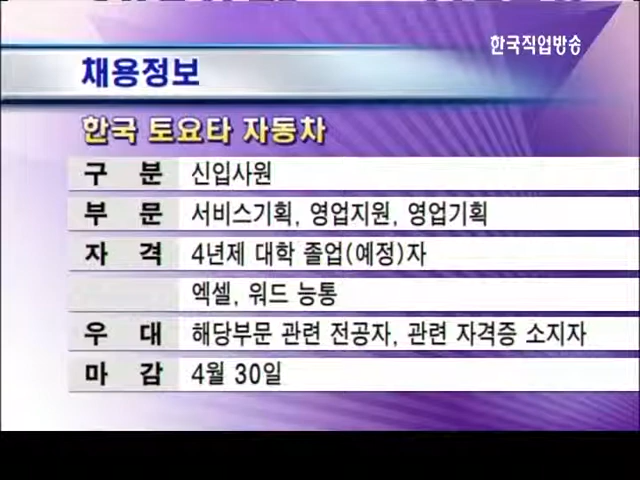 한국직업방송
채용정보
한국 토요타 자동차
구 분 신입사원
부 문 서비스기획, 영업지원, 영업기획
자 격 4년제 대학 졸업(예정)자
엑셀, 워드 능통
우 대 해당부문 관련 전공자, 관련 자격증 소지자
마 감 4월 30일